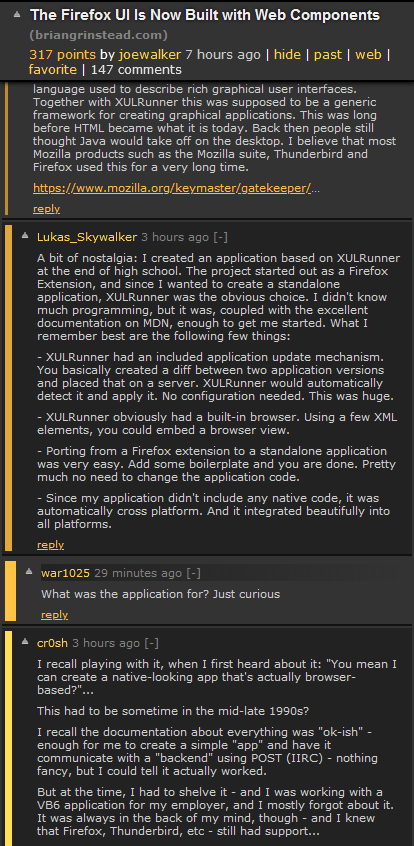 The Firefox UI Is Now Built with Web Components
(briangrinstead.com)
317 points by joewalker 7 hours ago | hide | past | web |
favorite | 147 comments
language used to describe rich graphical user interfaces.
Together with XULRunner this was supposed to be a generic
framework for creating graphical applications. This was long
before HTML became what it is today. Back then people still
thought Java would take off on the desktop. I believe that most
Mozilla products such as the Mozilla suite, Thunderbird and
Firefox used this for a very long time.
https://www.mozilla.org/keymaster/gatekeeper/...
reply
Lukas_Skywalker 3 hours ago [-]
A bit of nostalgia: I created an application based on XULRunner
at the end of high school. The project started out as a Firefox
Extension, and since I wanted to create a standalone
application, XULRunner was the obvious choice. I didn't know
much programming, but it was, coupled with the excellent
documentation on MDN, enough to get me started. What I
remember best are the following few things:
- XULRunner had an included application update mechanism.
You basically created a diff between two application versions
and placed that on a server. XULRunner would automatically
detect it and apply it. No configuration needed. This was huge.
- XULRunner obviously had a built-in browser. Using a few XML
elements, you could embed a browser view.
- Porting from a Firefox extension to a standalone application
was very easy. Add some boilerplate and you are done. Pretty
much no need to change the application code.
- Since my application didn't include any native code, it was
automatically cross platform. And it integrated beautifully into
all platforms.
reply
war1025 29 minutes ago [-]
What was the application for? Just curious
reply
cr0sh 3 hours ago [-]
I recall playing with it, when I first heard about it: "You mean I
can create a native-looking app that's actually browser-
based?"...
This had to be sometime in the mid-late 1990s?
I recall the documentation about everything was "ok-ish" -
enough for me to create a simple "app" and have it
communicate with a "backend" using POST (IIRC) - nothing
fancy, but I could tell it actually worked.
But at the time, I had to shelve it - and I was working with a
VB6 application for my employer, and I mostly forgot about it.
It was always in the back of my mind, though - and I knew
that Firefox, Thunderbird, etc - still had support...